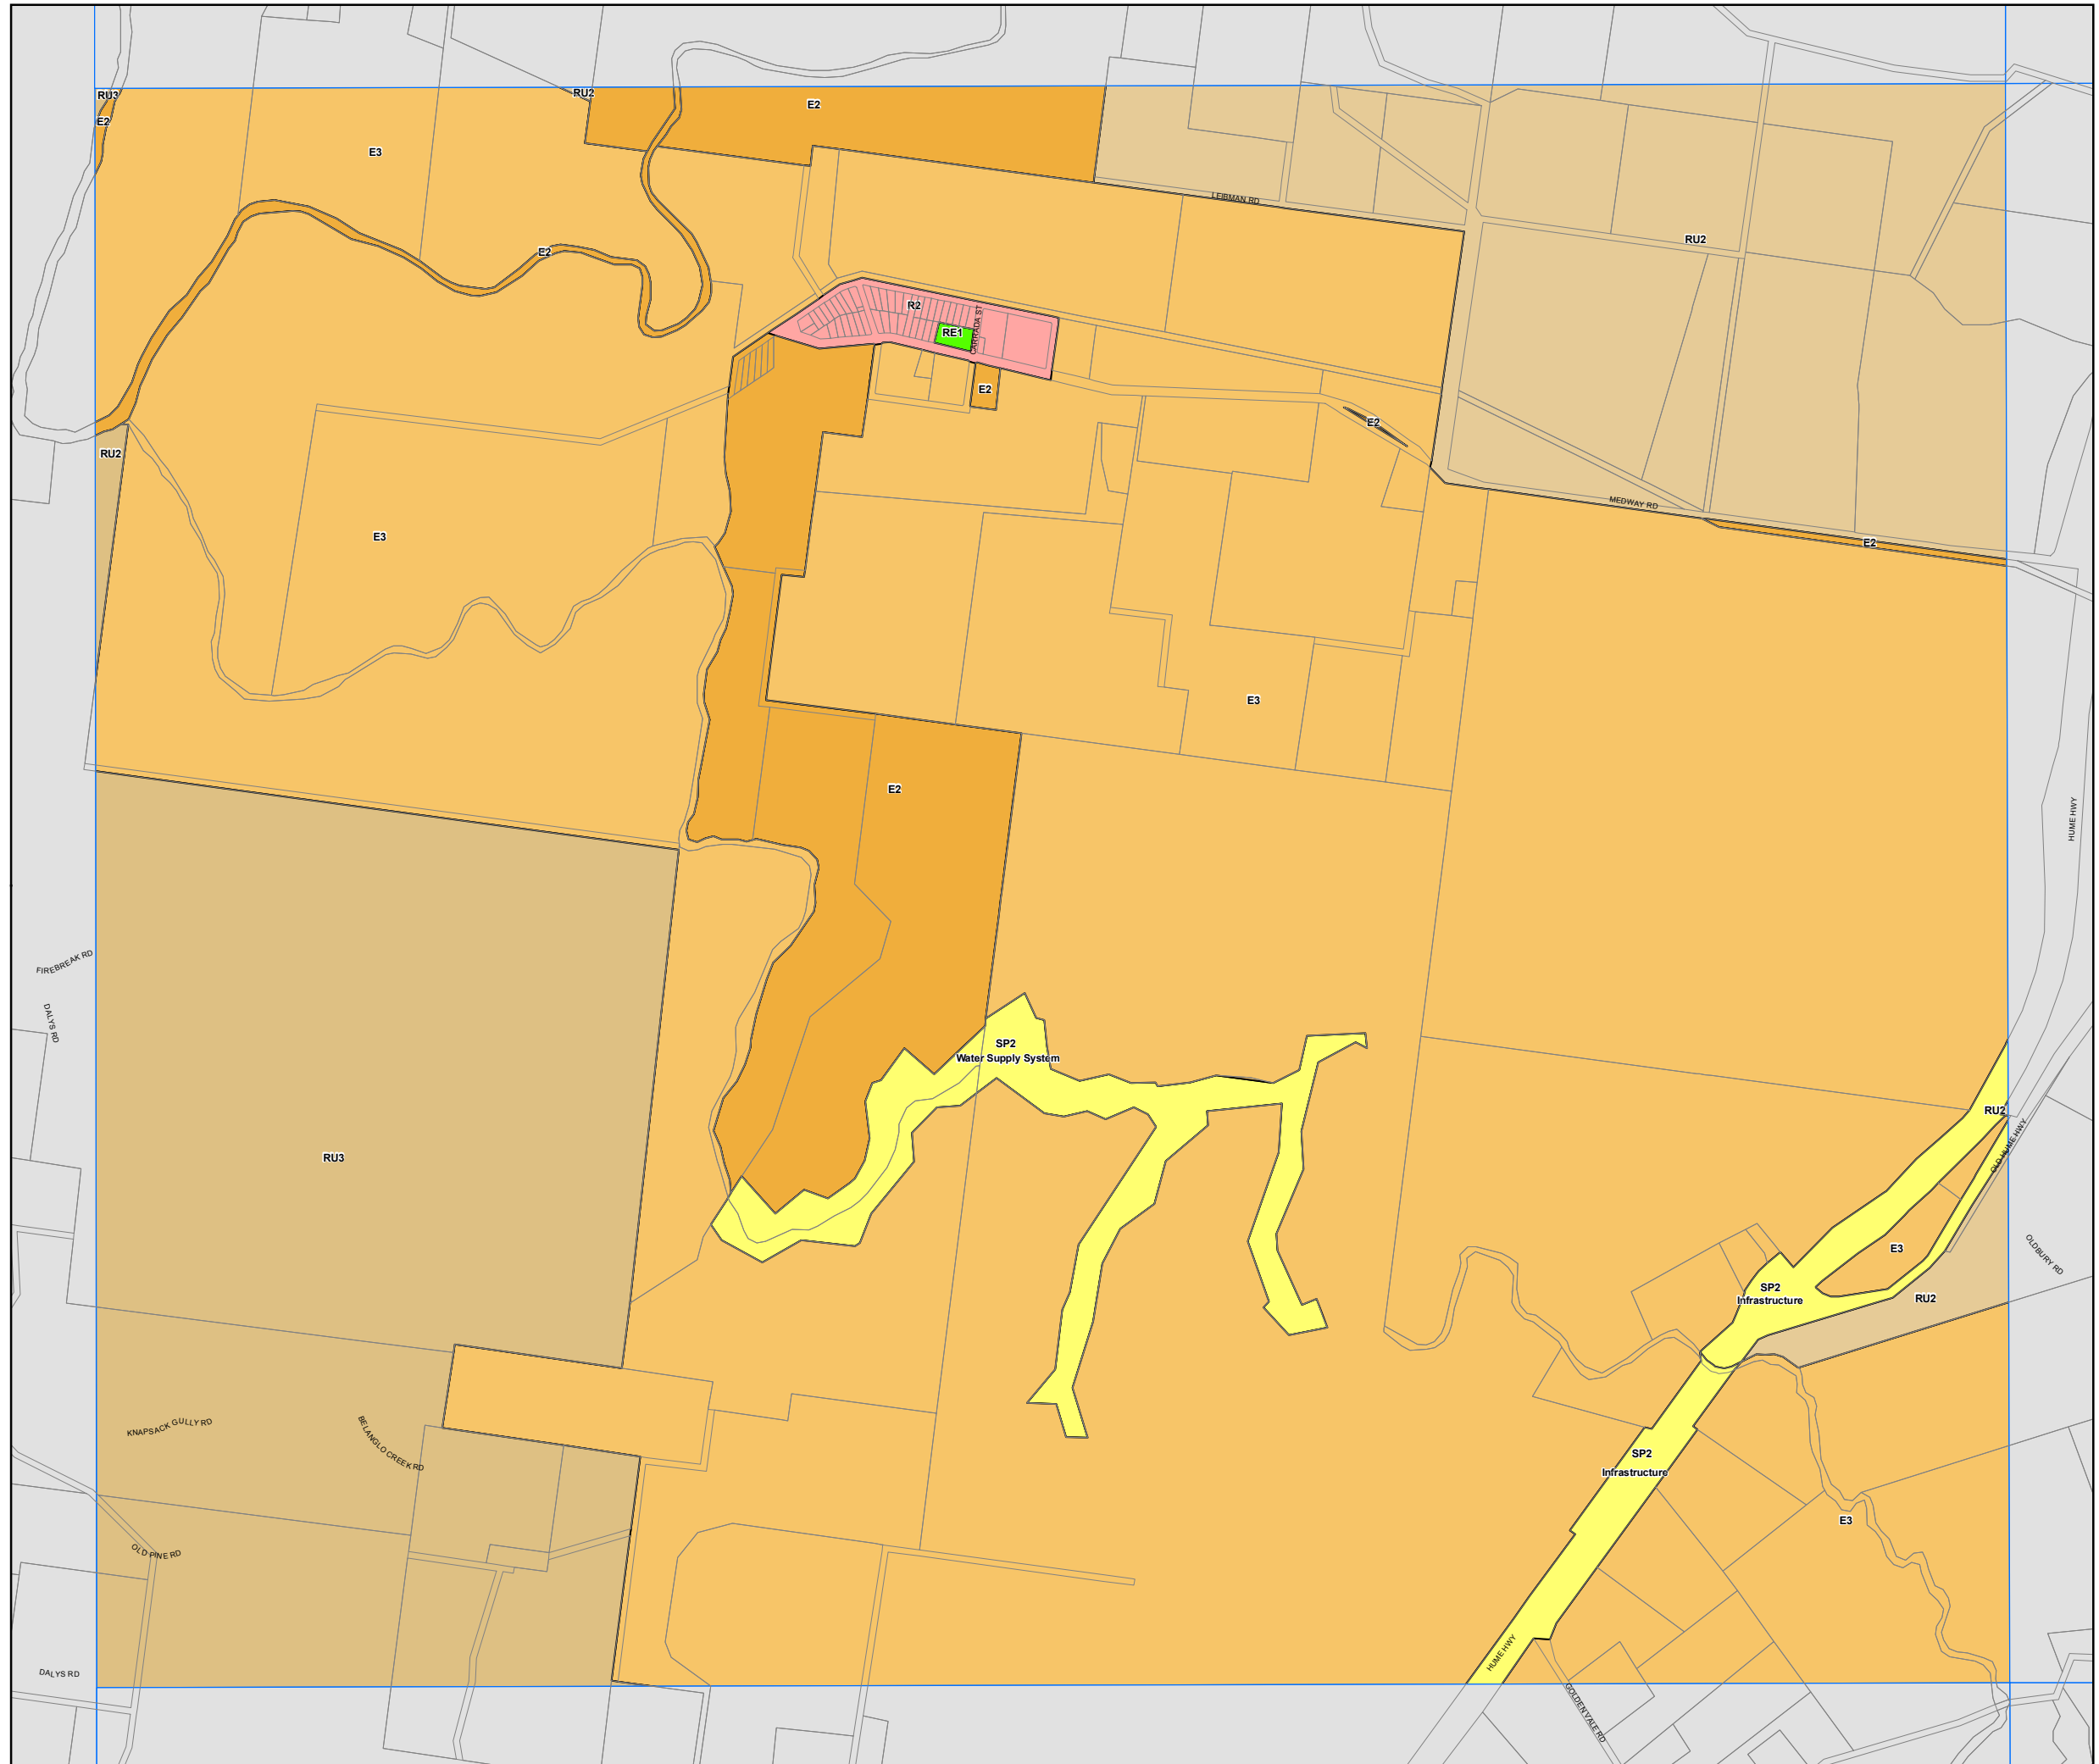 RU3
RU2
E2
E2
E3
LEIBMAN RD
RU2
E2
R2
CARRADA ST
RE1
E2
E2
RU2
MEDWAY RD
E3
E2
E3
E2
HUME HWY
FIREBREAK RD
DALYS RD
SP2
Water Supply System
RU2
OLD HUME HWY
RU3
E3
OLDBURY RD
SP2
Infrastructure
RU2
KNAPSACK GULLY RD
BELANGLO CREEK RD
SP2
Infrastructure
E3
OLD PINE RD
HUME HWY
DALYS RD
GOLDEN VALE RD